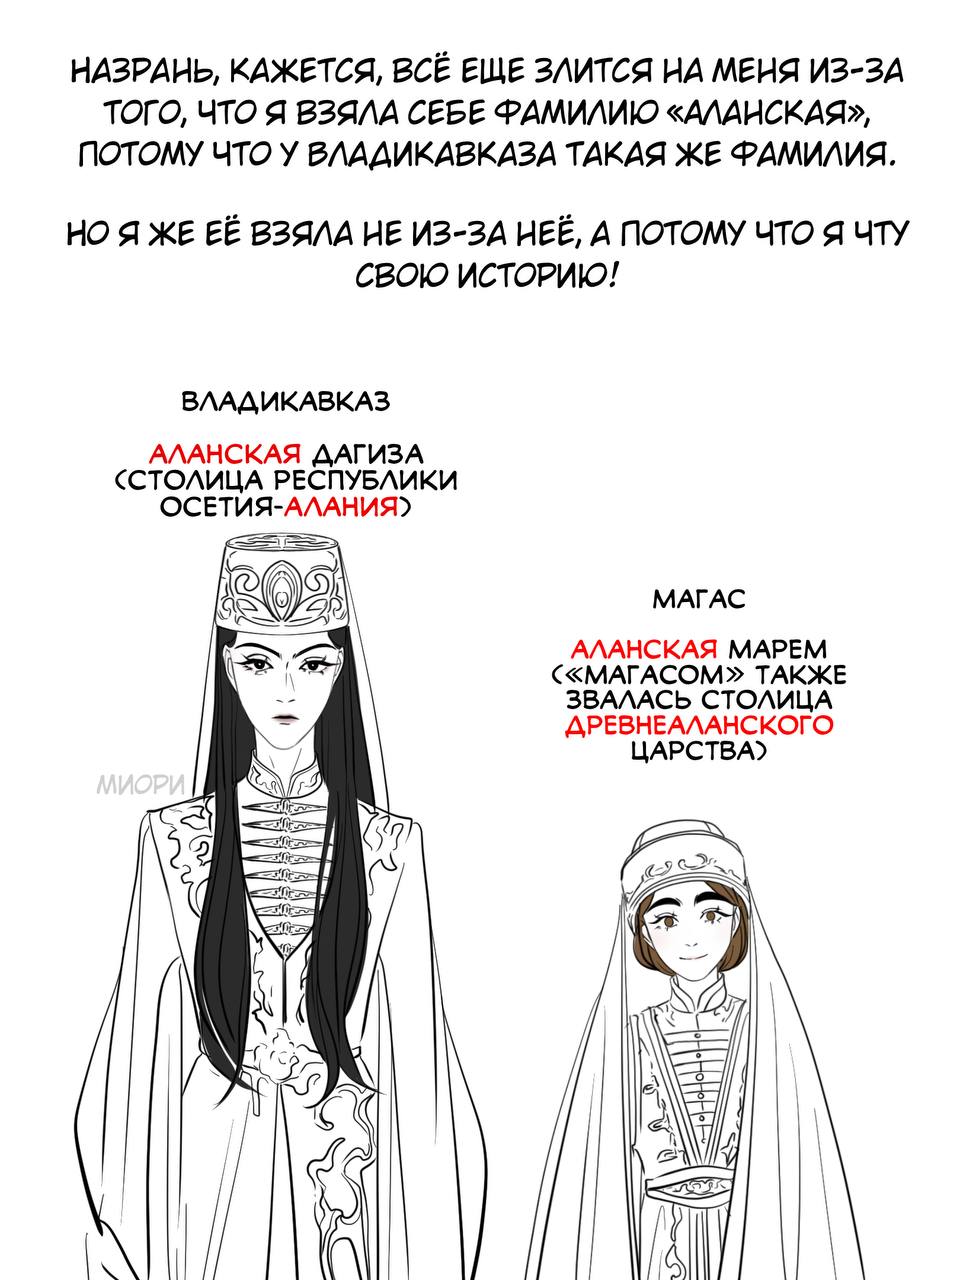 НАЗРАНЬ, КАЖЕТСЯ, ВСЁ ЕЩЕ ЗЛИТСЯ НА МЕНЯ ИЗ-ЗА
ТОГО, ЧТО Я ВЗЯЛА СЕБЕ ФАМИЛИЮ «АЛАНСКАЯ»,
ПОТОМУ ЧТО У ВЛАДИКАВКАЗА ТАКАЯ ЖЕ ФАМИЛИЯ.
НО Я ЖЕ ЕЁ ВЗЯЛА НЕ ИЗ-ЗА НЕЁ, А ПОТОМУ ЧТО Я ЧТУ
СВОЮ ИСТОРИЮ!
ВЛАДИКАВКАЗ
АЛАНСКАЯ ДАГИЗА
(СТОЛИЦА РЕСПУБЛИКИ
ОСЕТИЯ-АЛАНИЯ)
МАГАС
АЛАНСКАЯ МАРЕМ
(«МАГАСОМ» ТАКЖЕ
ЗВАЛАСЬ СТОЛИЦА
ДРЕВНЕАЛАНСКОГО
ЦАРСТВА)
МИОРИ